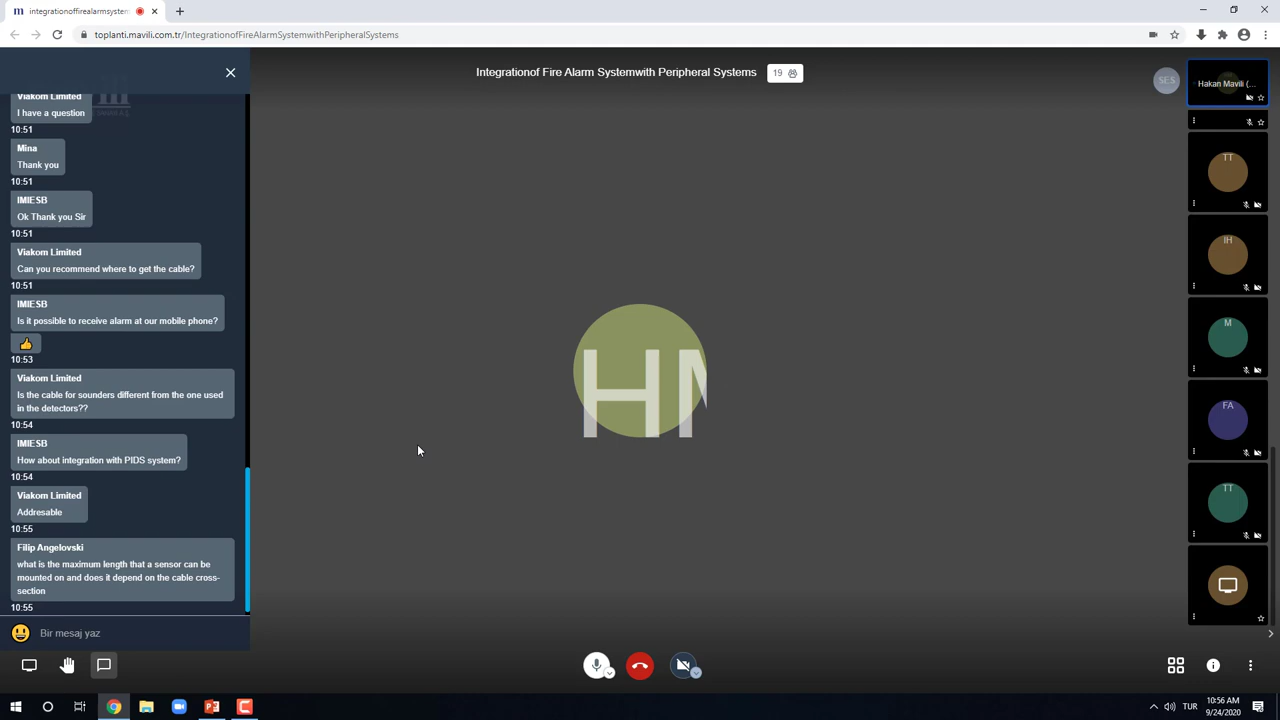 integrationoffirealarmsystem
toplanti.mavili.com.tr/IntegrationofFireAlarmSystemwithPeripheralSystems
Integrationof Fire Alarm Systemwith Peripheral Systems
19
SES
Hakan Mavili (...
Viakom Limited
I have a question
10:51
Mina
Thank you
10:51
IMIESB
Ok Thank you Sir
10:51
Viakom Limited
Can you recommend where to get the cable?
10:51
IMIESB
Is it possible to receive alarm at our mobile phone?
10:53
Viakom Limited
Is the cable for sounders different from the one used
in the detectors??
10:54
IMIESB
How about integration with PIDS system?
10:54
Viakom Limited
Addresable
10:55
Filip Angelovski
what is the maximum length that a sensor can be
mounted on and does it depend on the cable cross-
section
10:55
Bir mesaj yaz
HM
TT
IH
M
FA
TT
TUR
10:56 AM
9/24/2020